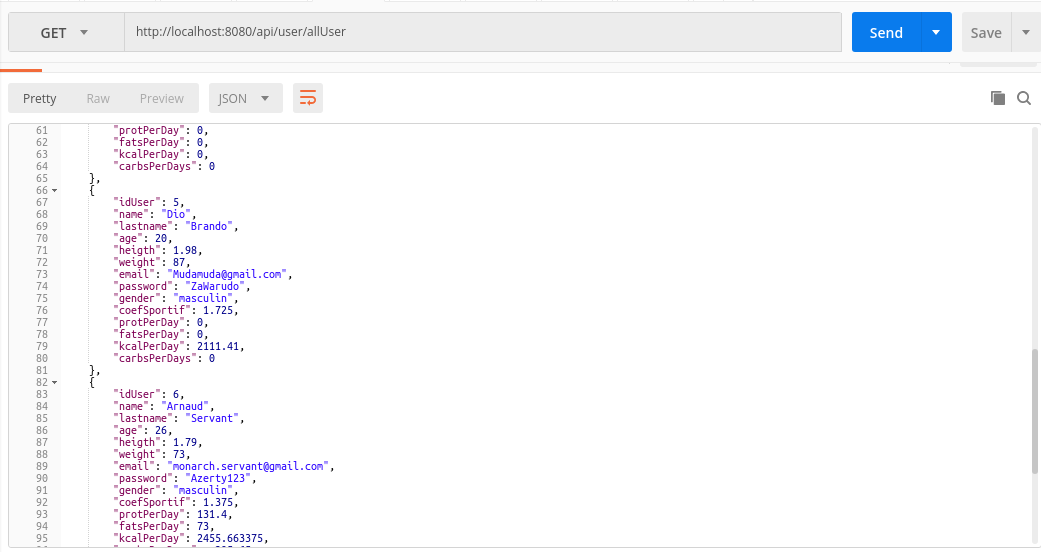 GET http://localhost:8080/api/user/allUser Send Save
Pretty Raw Preview JSON
61 "protPerDay": 0,
62 "fatsPerDay": 0,
63 "kcalPerDay": 0,
64 "carbsPerDays": 0
65 },
66 {
67 "idUser": 5,
68 "name": "Dio",
69 "lastname": "Brando",
70 "age": 20,
71 "heigth": 1.98,
72 "weight": 87,
73 "email": "Mudamuda@gmail.com",
74 "password": "ZaWarudo",
75 "gender": "masculin",
76 "coefSportif": 1.725,
77 "protPerDay": 0,
78 "fatsPerDay": 0,
79 "kcalPerDay": 2111.41,
80 "carbsPerDays": 0
81 },
82 {
83 "idUser": 6,
84 "name": "Arnaud",
85 "lastname": "Servant",
86 "age": 26,
87 "heigth": 1.79,
88 "weight": 73,
89 "email": "monarch.servant@gmail.com",
90 "password": "Azerty123",
91 "gender": "masculin",
92 "coefSportif": 1.375,
93 "protPerDay": 131.4,
94 "fatsPerDay": 73,
95 "kcalPerDay": 2455.663375,